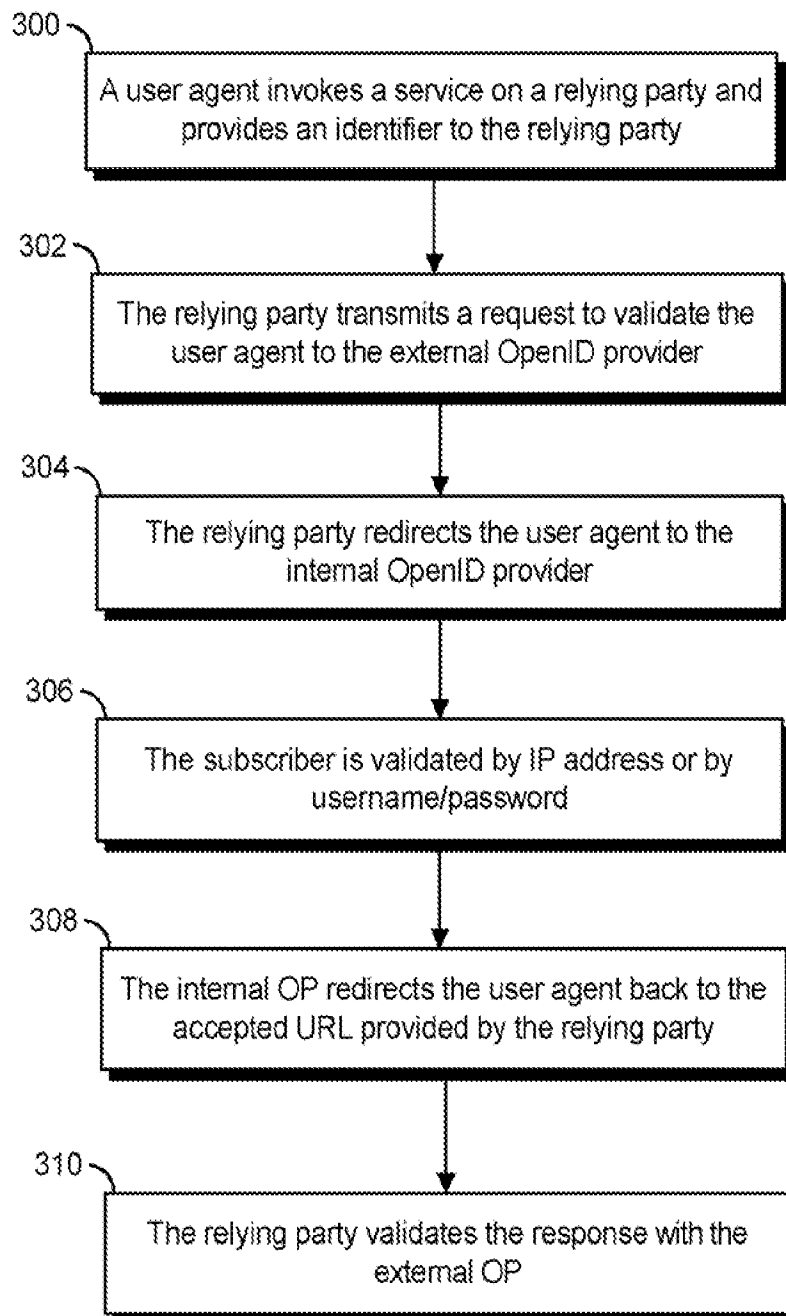 300
A user agent invokes a service on a relying party and
provides an identifier to the relying party
302
The relying party transmits a request to validate the
user agent to the external OpenID provider
304
The relying party redirects the user agent to the
internal OpenID provider
306
The subscriber is validated by IP address or by
username/password
308
The internal OP redirects the user agent back to the
accepted URL provided by the relying party
310
The relying party validates the response with the
external OP